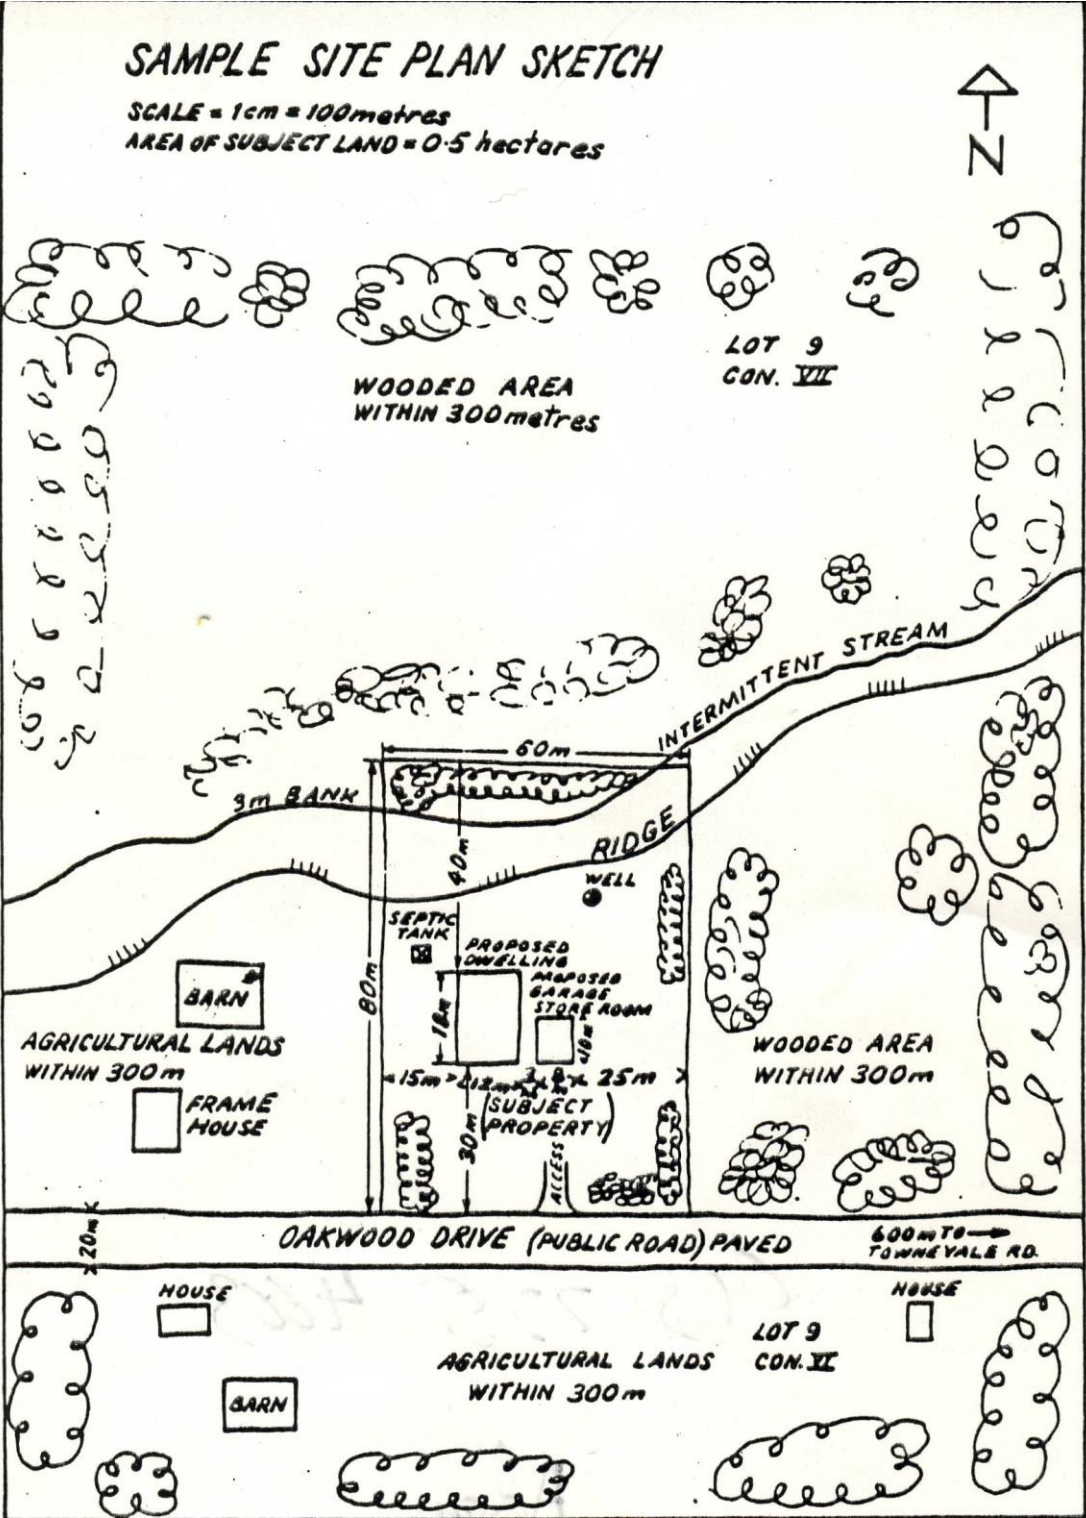 SAMPLE SITE PLAN SKETCH
SCALE = 1cm = 100metres
AREA OF SUBJECT LAND = 0.5 hectares
N
LOT 9
CON. VII
WOODED AREA
WITHIN 300metres
INTERMITTENT STREAM
60m
3m BANK
RIDGE
40m
WELL
SEPTIC
TANK
PROPOSED
DWELLING
PROPOSED
GARAGE
STORE ROOM
80m
18m
10m
BARN
AGRICULTURAL LANDS
WITHIN 300m
WOODED AREA
WITHIN 300m
15m
12m
25m
FRAME
HOUSE
(SUBJECT
PROPERTY)
30m
ACCESS
20m
OAKWOOD DRIVE (PUBLIC ROAD) PAVED
600m TO
TOWNEVALE RD.
HOUSE
HOUSE
LOT 9
CON. VI
AGRICULTURAL LANDS
WITHIN 300m
BARN